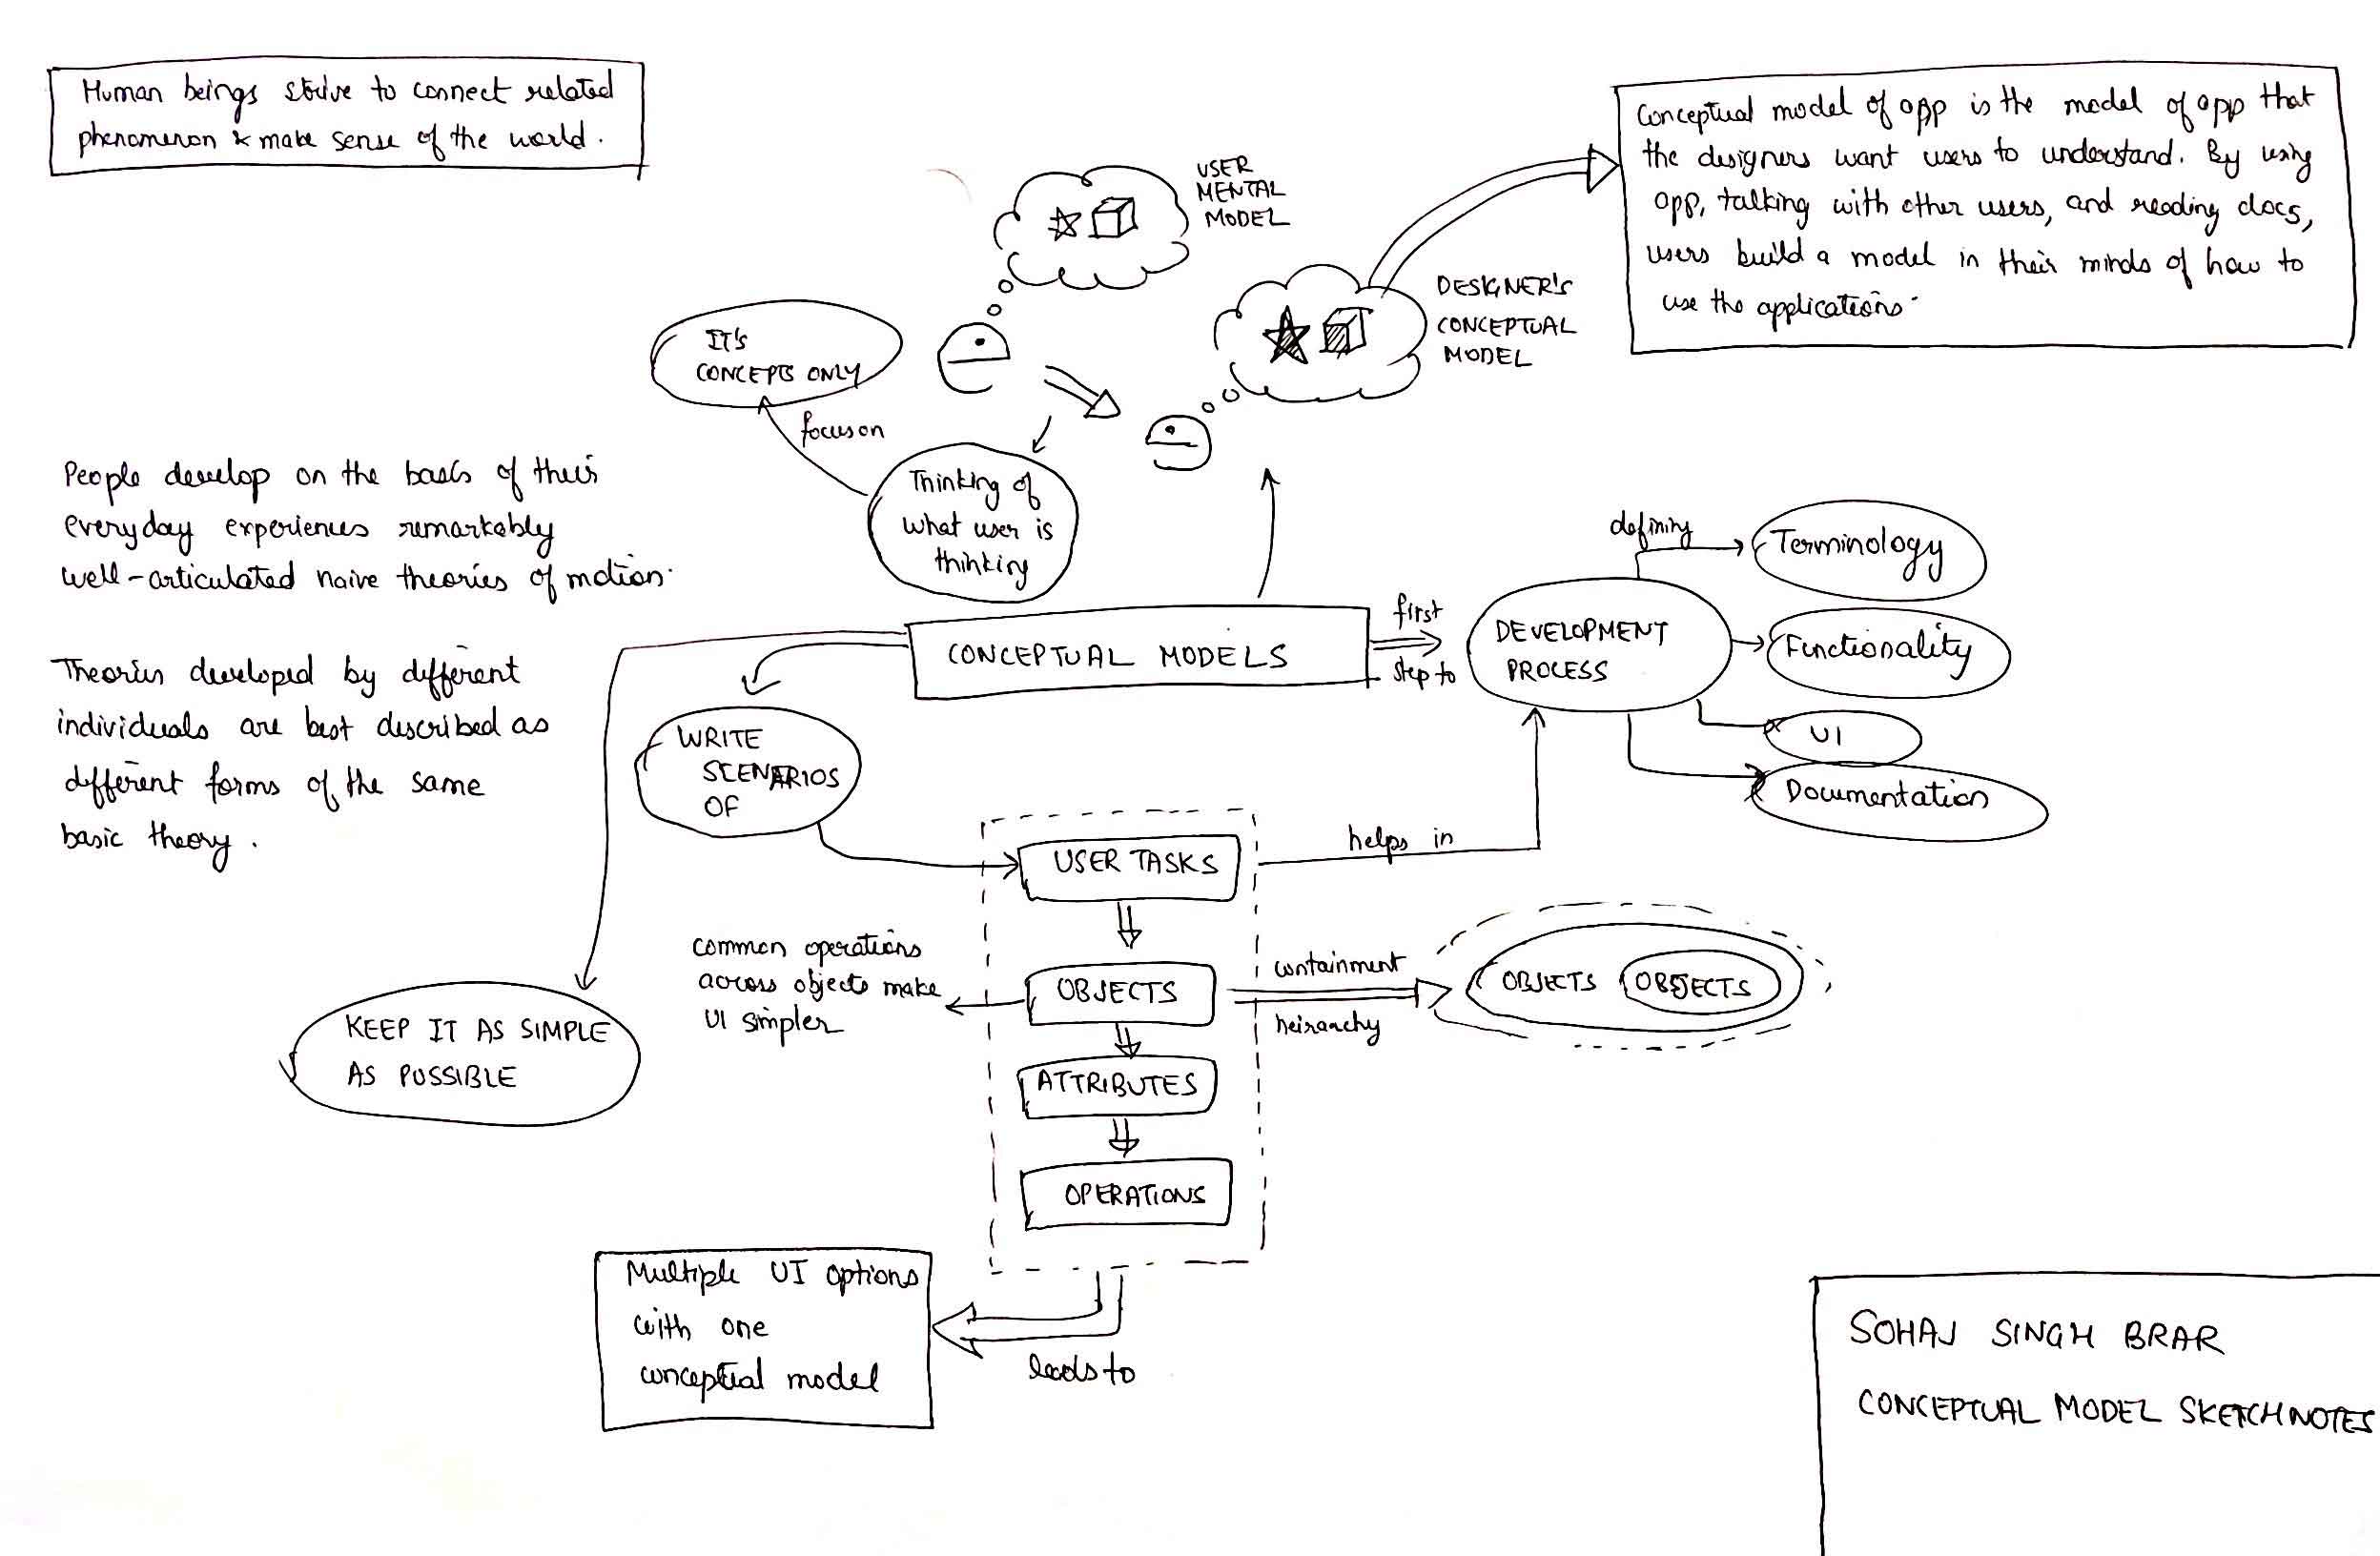 Human beings strive to connect related
phenomenon & make sense of the world.
USER
MENTAL
MODEL
Conceptual model of app is the model of app that
the designers want users to understand. By using
app, talking with other users, and reading docs,
users build a model in their minds of how to
use the applications.
DESIGNER'S
CONCEPTUAL
MODEL
IT'S
CONCEPTS ONLY
focus on
Thinking of
what user is
thinking
People develop on the basis of their
everyday experiences remarkably
well-articulated naive theories of motion.
Theories developed by different
individuals are best described as
different forms of the same
basic theory.
CONCEPTUAL MODELS
first
step to
DEVELOPMENT
PROCESS
defining
Terminology
Functionality
UI
Documentation
WRITE
SCENARIOS
OF
USER TASKS
helps in
common operations
across objects make
UI simpler
OBJECTS
containment
heirarchy
OBJECTS OBJECTS
KEEP IT AS SIMPLE
AS POSSIBLE
ATTRIBUTES
OPERATIONS
Multiple UI options
with one
conceptual model
leads to
SOHAJ SINGH BRAR
CONCEPTUAL MODEL SKETCHNOTES